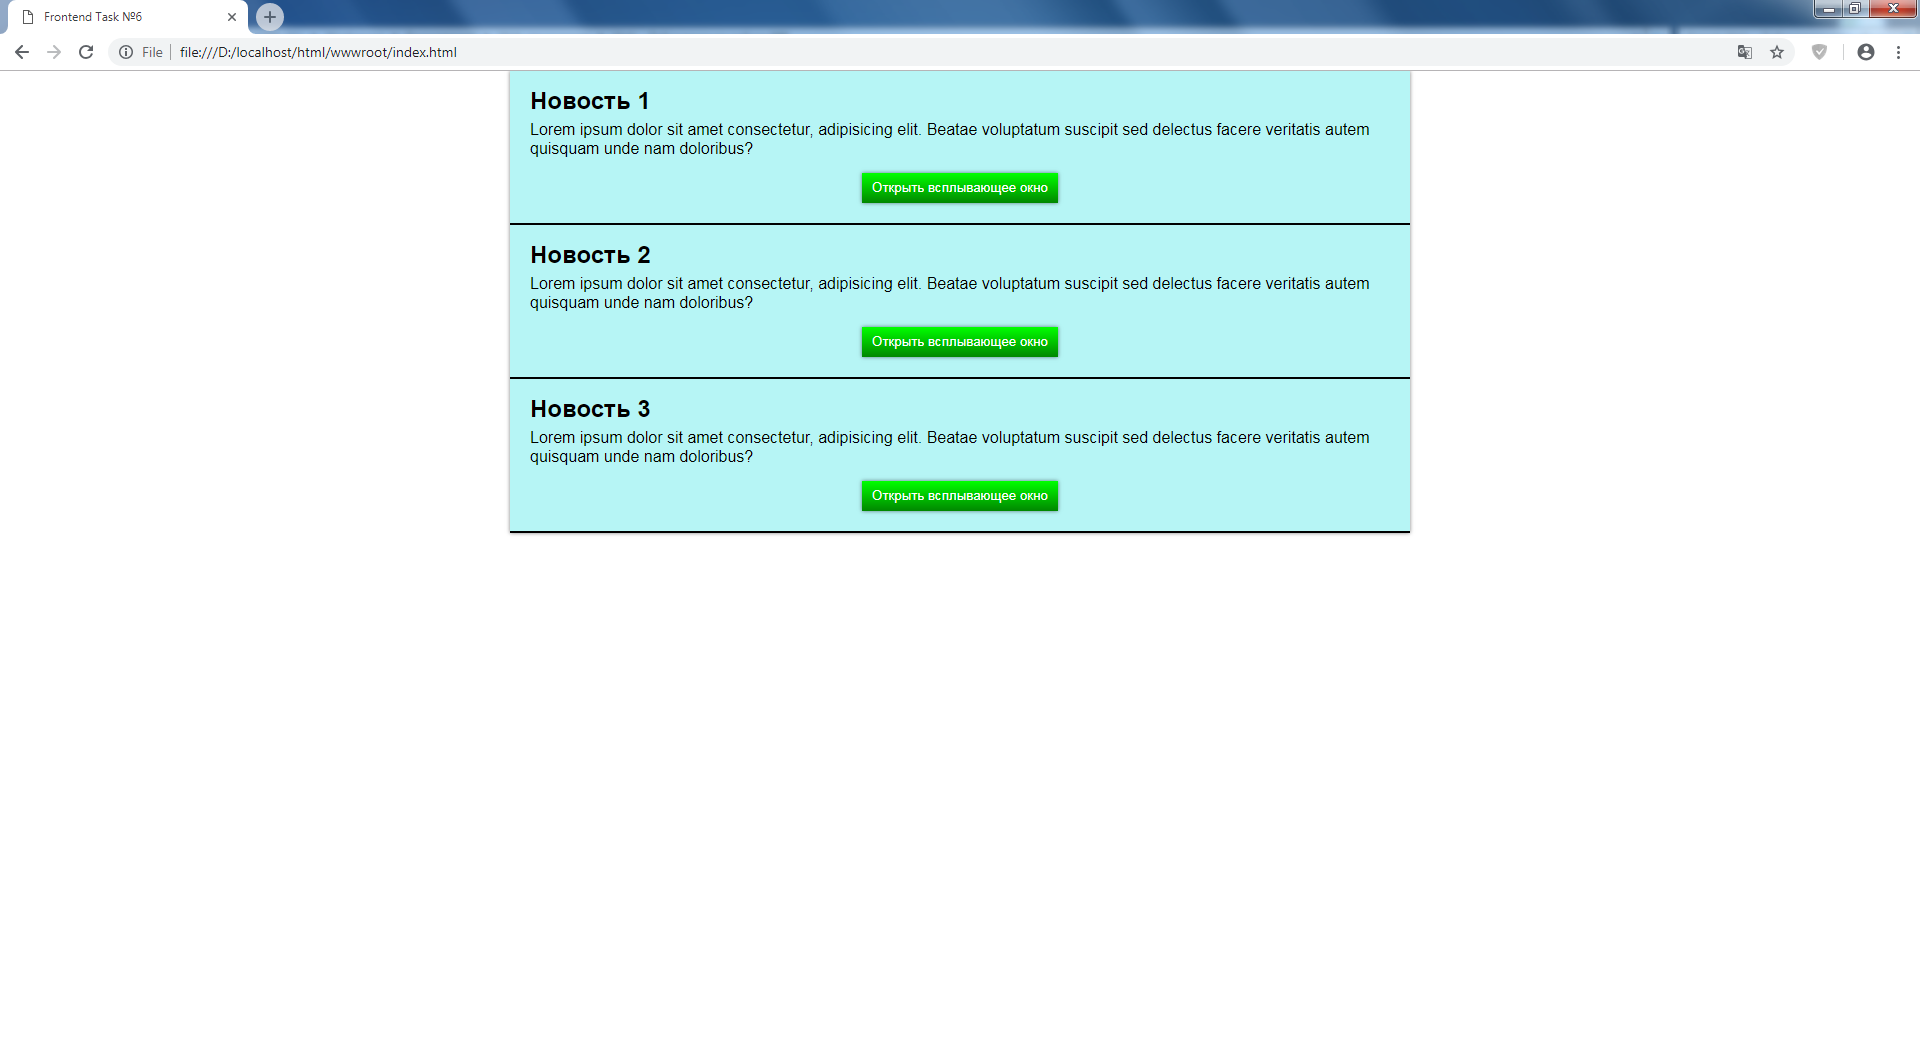 Frontend Task №6
File
file:///D:/localhost/html/wwwroot/index.html
Новость 1
Lorem ipsum dolor sit amet consectetur, adipisicing elit. Beatae voluptatum suscipit sed delectus facere veritatis autem
quisquam unde nam doloribus?
Открыть всплывающее окно
Новость 2
Lorem ipsum dolor sit amet consectetur, adipisicing elit. Beatae voluptatum suscipit sed delectus facere veritatis autem
quisquam unde nam doloribus?
Открыть всплывающее окно
Новость 3
Lorem ipsum dolor sit amet consectetur, adipisicing elit. Beatae voluptatum suscipit sed delectus facere veritatis autem
quisquam unde nam doloribus?
Открыть всплывающее окно